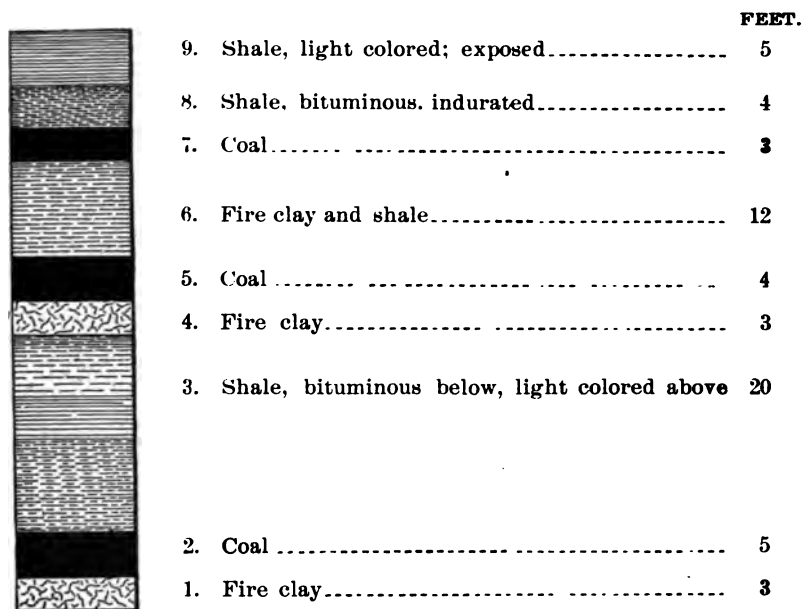 FEET.
9. Shale, light colored; exposed 5
8. Shale, bituminous. indurated 4
7. Coal 3
6. Fire clay and shale 12
5. Coal 4
4. Fire clay 3
3. Shale, bituminous below, light colored above 20
2. Coal 5
1. Fire clay 3